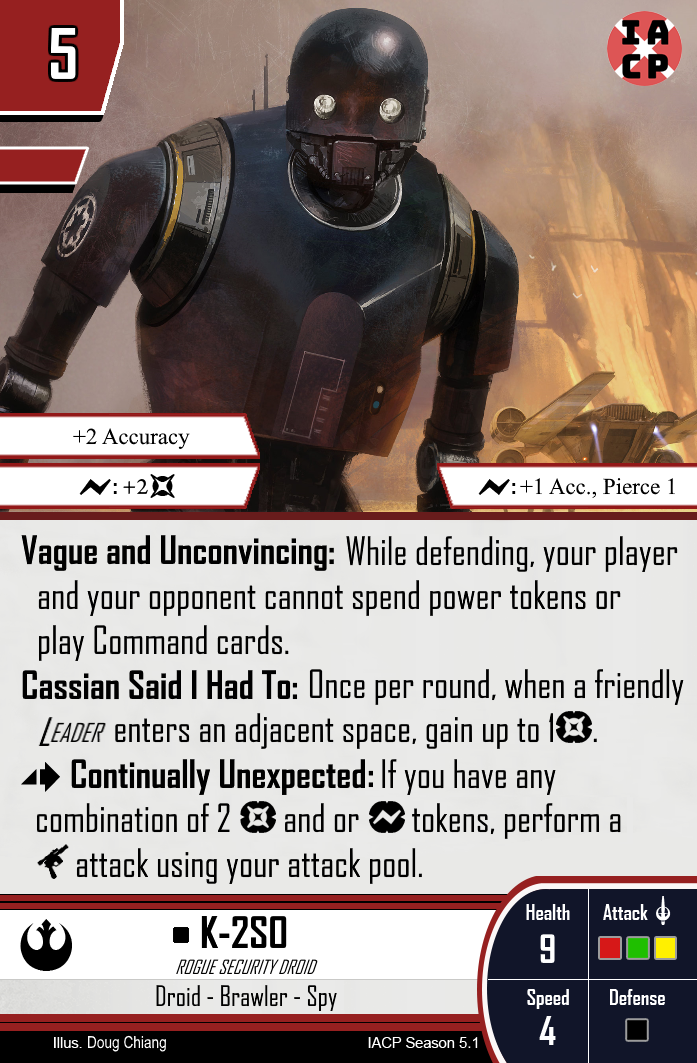 5
IA
CP
+2 Accuracy
: +2
: +1 Acc., Pierce 1
Vague and Unconvincing: While defending, your player
and your opponent cannot spend power tokens or
play Command cards.
Cassian Said I Had To: Once per round, when a friendly
LEADER enters an adjacent space, gain up to 1 .
Continually Unexpected: If you have any
combination of 2 and or tokens, perform a
attack using your attack pool.
K-2SO
ROGUE SECURITY DROID
Droid - Brawler - Spy
Health
9
Attack
Speed
4
Defense
Illus. Doug Chiang
IACP Season 5.1